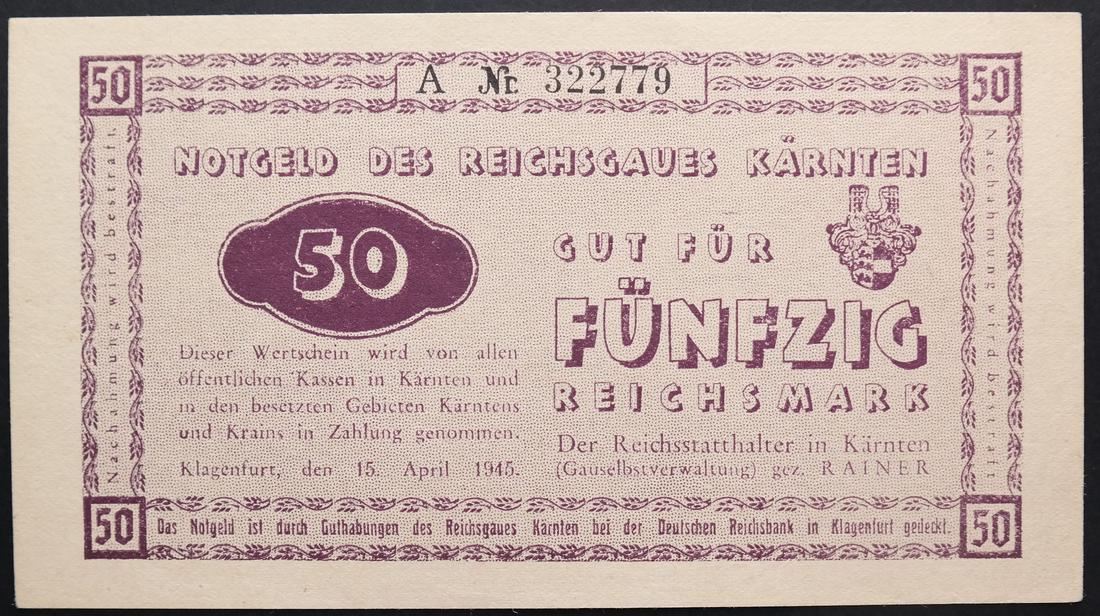 50
A Nr. 322779
50
NOTGELD DES REICHSGAUES KÄRNTEN
50
GUT FÜR
FÜNFZIG
REICHSMARK
Dieser Wertschein wird von allen
öffentlichen Kassen in Kärnten und
in den besetzten Gebieten Kärntens
und Krains in Zahlung genommen.
Klagenfurt, den 15. April 1945.
Der Reichsstatthalter in Kärnten
(Gauselbstverwaltung) gez. RAINER
Nachahmung wird bestraft.
Nachahmung wird bestraft
50
Das Notgeld ist durch Guthabungen des Reichsgaues Kärnten bei der Deutschen Reichsbank in Klagenfurt gedeckt.
50